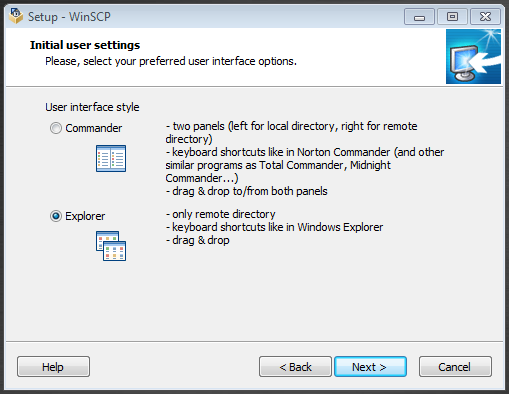 Setup - WinSCP
Initial user settings
Please, select your preferred user interface options.
User interface style
Commander
- two panels (left for local directory, right for remote
directory)
- keyboard shortcuts like in Norton Commander (and other
similar programs as Total Commander, Midnight
Commander...)
- drag & drop to/from both panels
Explorer
- only remote directory
- keyboard shortcuts like in Windows Explorer
- drag & drop
Help
< Back
Next >
Cancel